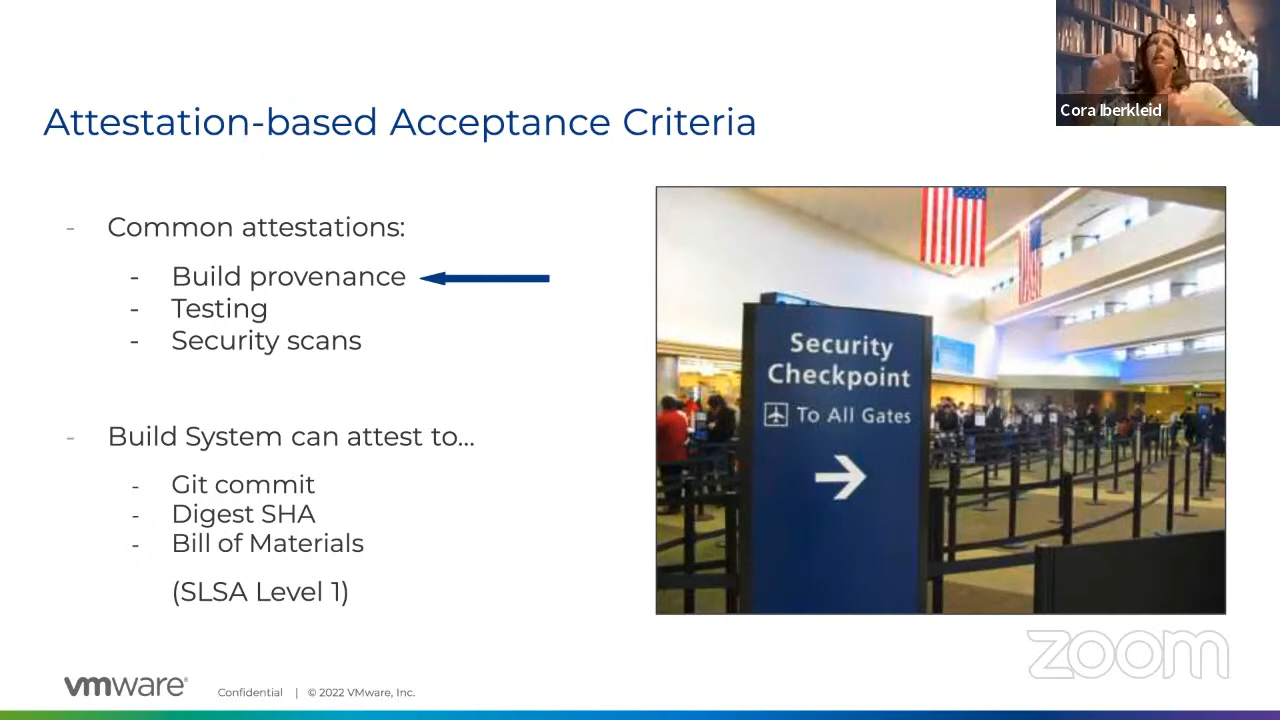 Cora Iberkleid
Attestation-based Acceptance Criteria
- Common attestations:
- Build provenance
- Testing
- Security scans
- Build System can attest to...
- Git commit
- Digest SHA
- Bill of Materials
(SLSA Level 1)
Security
Checkpoint
To All Gates
zoom
vmware®
Confidential | © 2022 VMware, Inc.